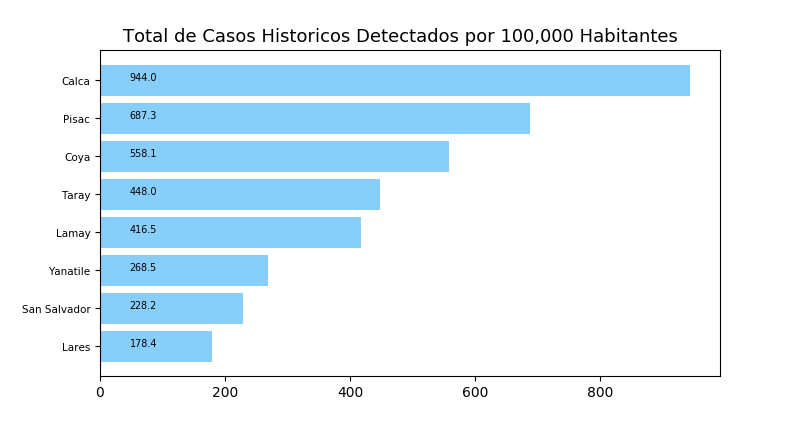 Total de Casos Historicos Detectados por 100,000 Habitantes
Calca 944.0
Pisac 687.3
Coya 558.1
Taray 448.0
Lamay 416.5
Yanatile 268.5
San Salvador 228.2
Lares 178.4
0 200 400 600 800